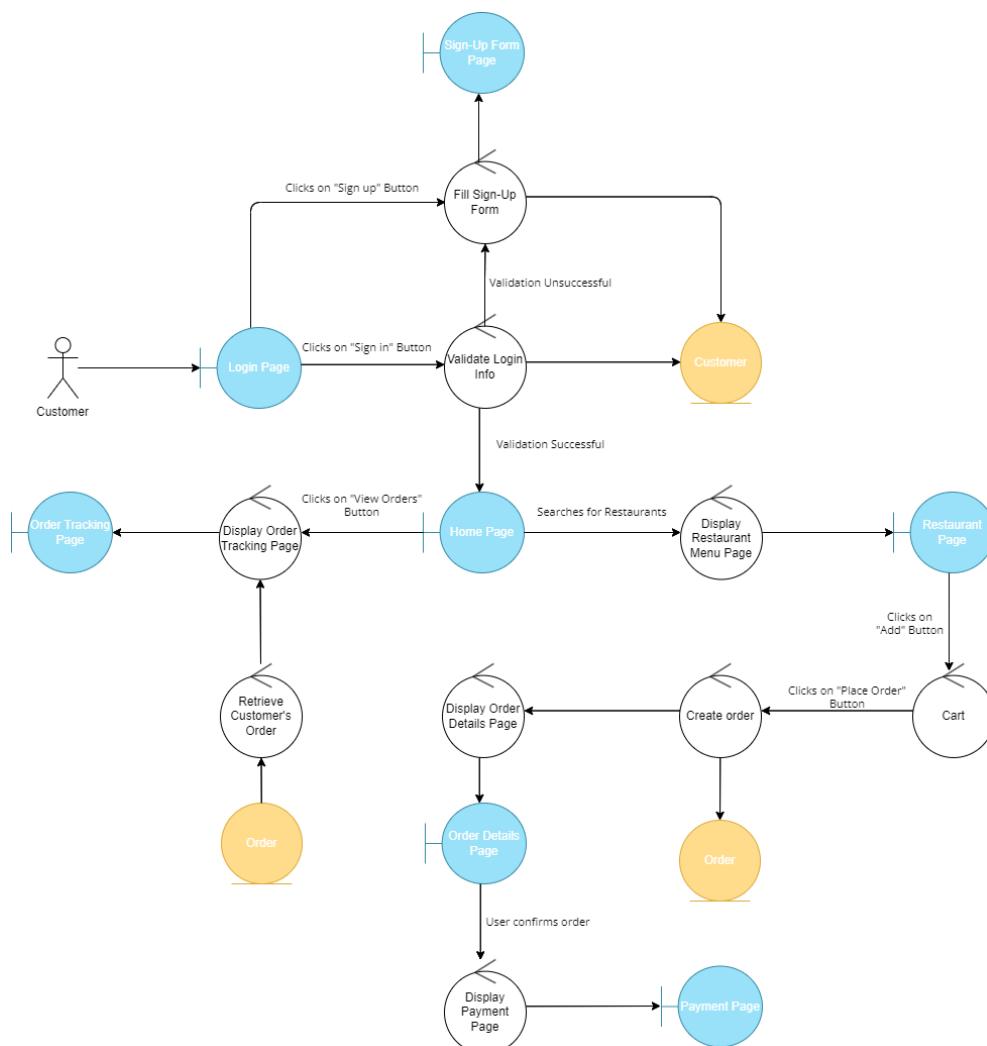 Sign-Up Form
Page
Clicks on "Sign up" Button
Fill Sign-Up
Form
Validation Unsuccessful
Customer
Login Page
Clicks on "Sign in" Button
Validate Login
Info
Customer
Validation Successful
Order Tracking
Page
Display Order
Tracking Page
Clicks on "View Orders"
Button
Home Page
Searches for Restaurants
Display
Restaurant
Menu Page
Restaurant
Page
Clicks on
"Add" Button
Retrieve
Customer's
Order
Display Order
Details Page
Create order
Clicks on "Place Order"
Button
Cart
Order
Order Details
Page
Order
User confirms order
Display
Payment
Page
Payment Page